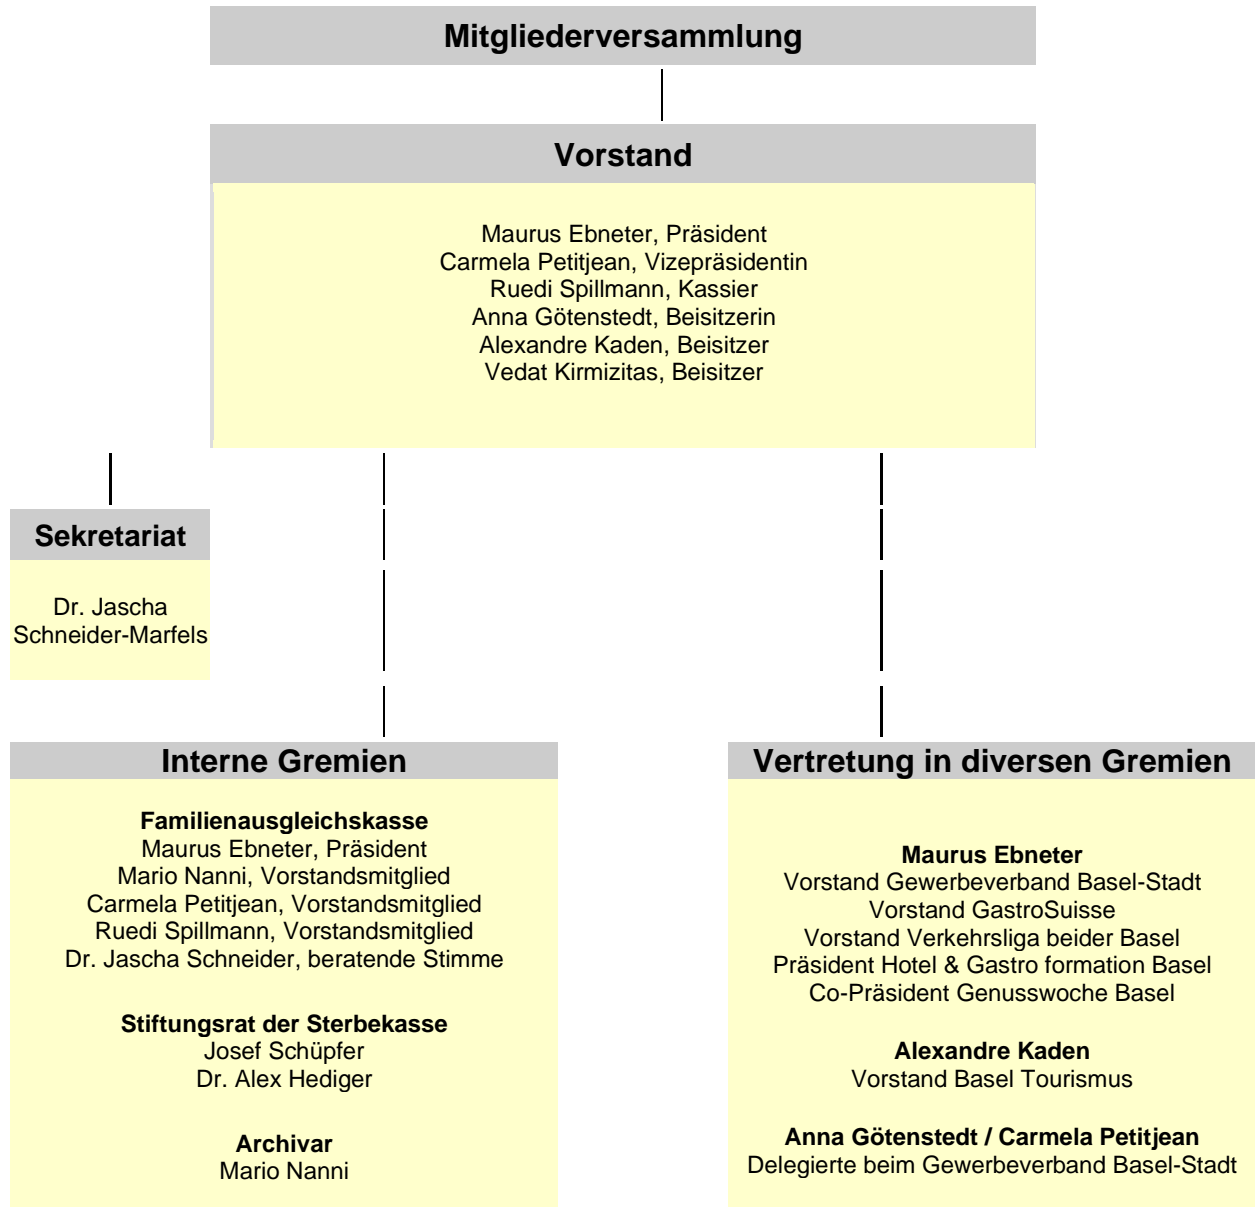 Mitgliederversammlung
Vorstand
Maurus Ebneter, Präsident
Carmela Petitjean, Vizepräsidentin
Ruedi Spillmann, Kassier
Anna Götenstedt, Beisitzerin
Alexandre Kaden, Beisitzer
Vedat Kirmizitas, Beisitzer
Sekretariat
Dr. Jascha
Schneider-Marfels
Interne Gremien
Familienausgleichskasse
Maurus Ebneter, Präsident
Mario Nanni, Vorstandsmitglied
Carmela Petitjean, Vorstandsmitglied
Ruedi Spillmann, Vorstandsmitglied
Dr. Jascha Schneider, beratende Stimme
Stiftungsrat der Sterbekasse
Josef Schüpfer
Dr. Alex Hediger
Archivar
Mario Nanni
Vertretung in diversen Gremien
Maurus Ebneter
Vorstand Gewerbeverband Basel-Stadt
Vorstand GastroSuisse
Vorstand Verkehrsliga beider Basel
Präsident Hotel & Gastro formation Basel
Co-Präsident Genusswoche Basel
Alexandre Kaden
Vorstand Basel Tourismus
Anna Götenstedt / Carmela Petitjean
Delegierte beim Gewerbeverband Basel-Stadt